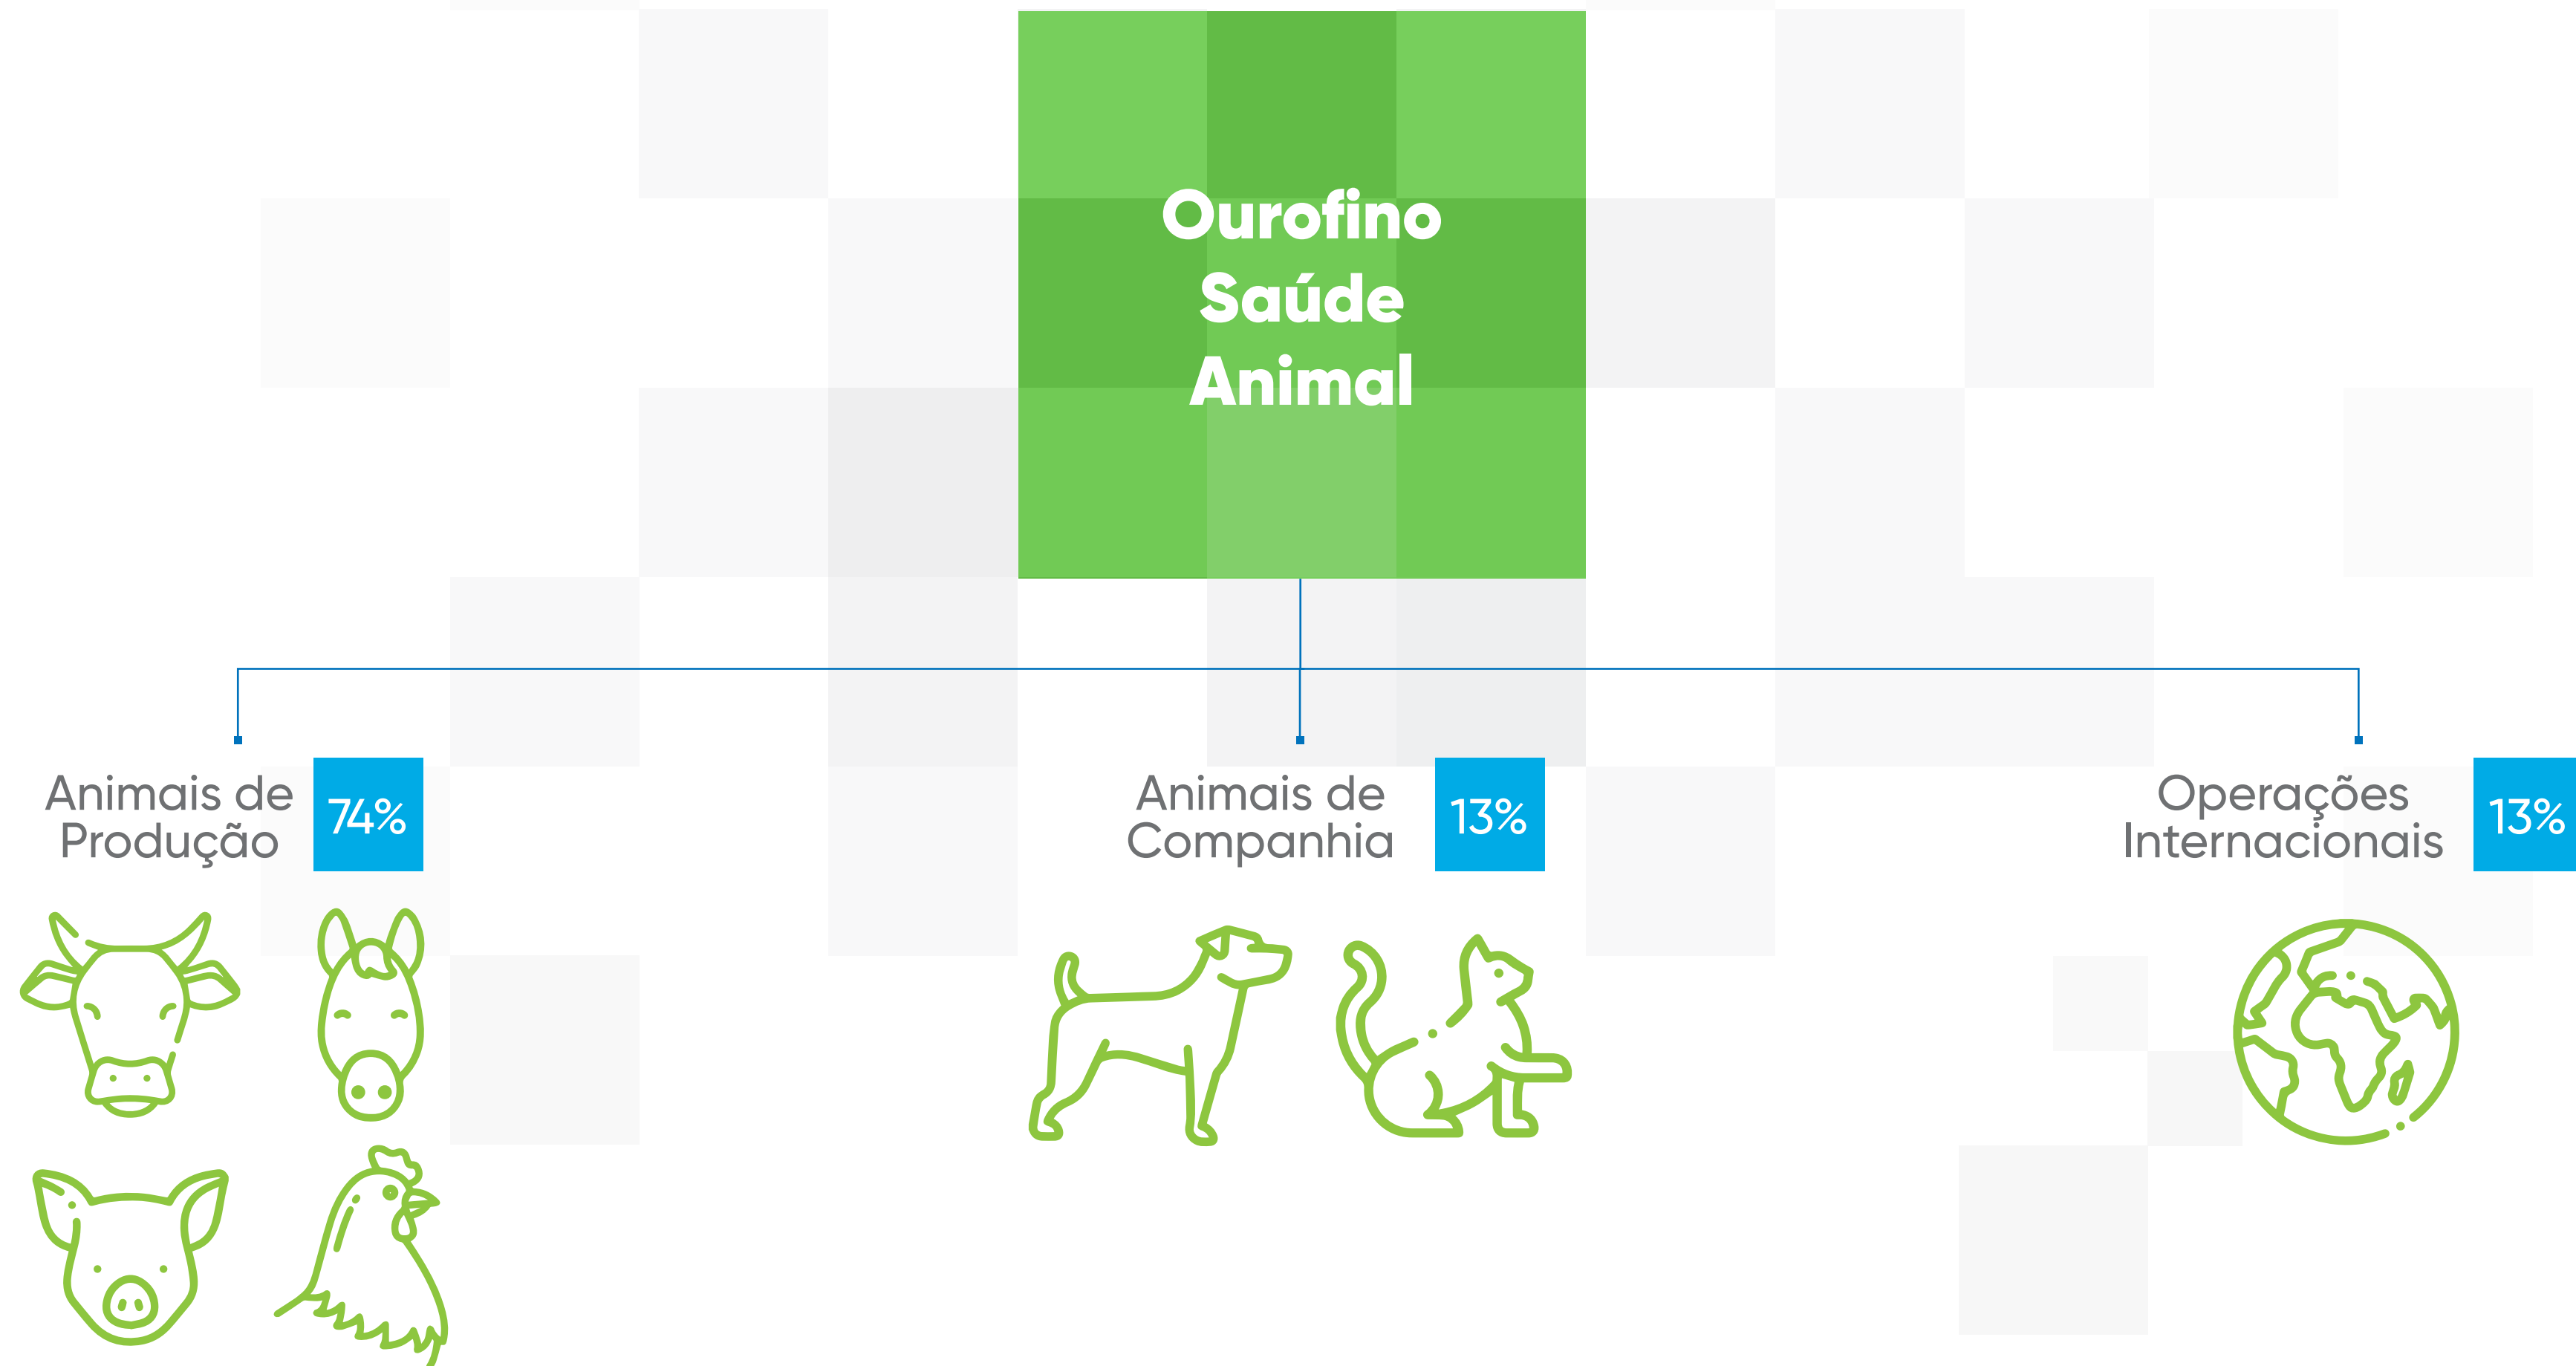 Ourofino
Saúde
Animal
Animais de
Produção
74%
Animais de
Companhia
13%
Operações
Internacionais
13%